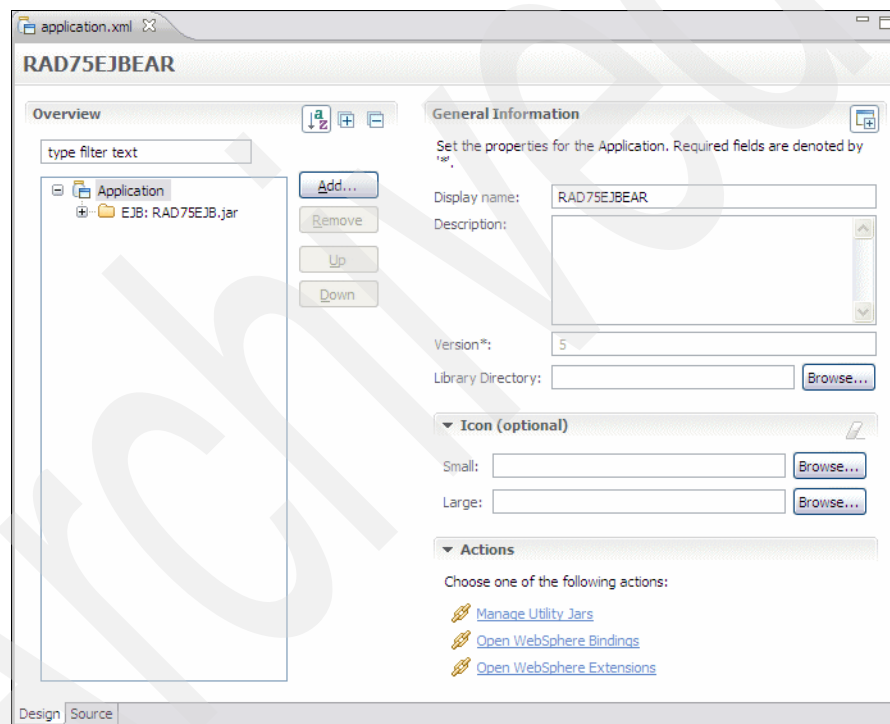 application.xml
RAD75EJBEAR
Overview
type filter text
Application
EJB: RAD75EJB.jar
Add...
Remove
Up
Down
General Information
Set the properties for the Application. Required fields are denoted by
'*'.
Display name: RAD75EJBEAR
Description:
Version*: 5
Library Directory: Browse...
Icon (optional)
Small: Browse...
Large: Browse...
Actions
Choose one of the following actions:
Manage Utility Jars
Open WebSphere Bindings
Open WebSphere Extensions
Design Source
Archived